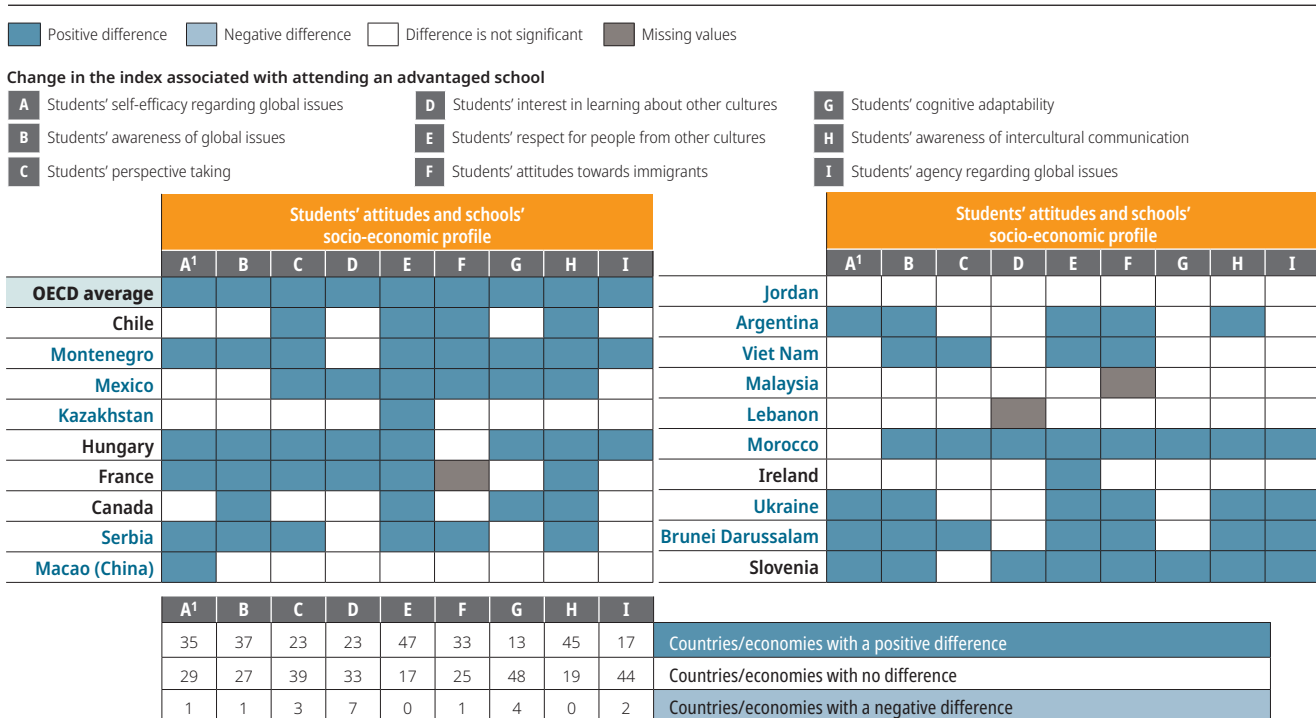 Positive difference Negative difference Difference is not significant Missing values
Change in the index associated with attending an advantaged school
A Students' self-efficacy regarding global issues D Students' interest in learning about other cultures G Students' cognitive adaptability
B Students' awareness of global issues E Students' respect for people from other cultures H Students' awareness of intercultural communication
C Students' perspective taking F Students' attitudes towards immigrants I Students' agency regarding global issues
Students' attitudes and schools'
socio-economic profile
A¹ B C D E F G H I
OECD average
Chile
Montenegro
Mexico
Kazakhstan
Hungary
France
Canada
Serbia
Macao (China)
Students' attitudes and schools'
socio-economic profile
A¹ B C D E F G H I
Jordan
Argentina
Viet Nam
Malaysia
Lebanon
Morocco
Ireland
Ukraine
Brunei Darussalam
Slovenia
A¹ B C D E F G H I
35 37 23 23 47 33 13 45 17 Countries/economies with a positive difference
29 27 39 33 17 25 48 19 44 Countries/economies with no difference
1 1 3 7 0 1 4 0 2 Countries/economies with a negative difference